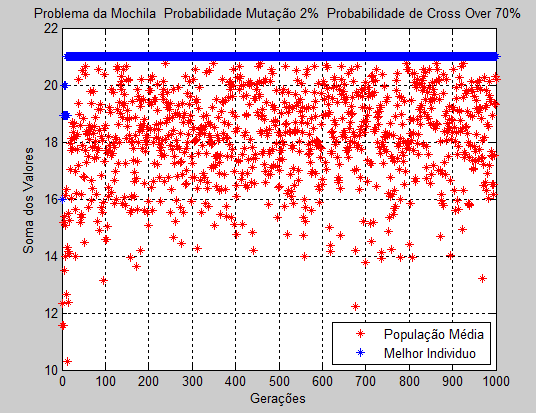 Problema da Mochila Probabilidade Mutação 2% Probabilidade de Cross Over 70%
22
20
18
16
14
12
10
Soma dos Valores
0 100 200 300 400 500 600 700 800 900 1000
Gerações
População Média
Melhor Individuo